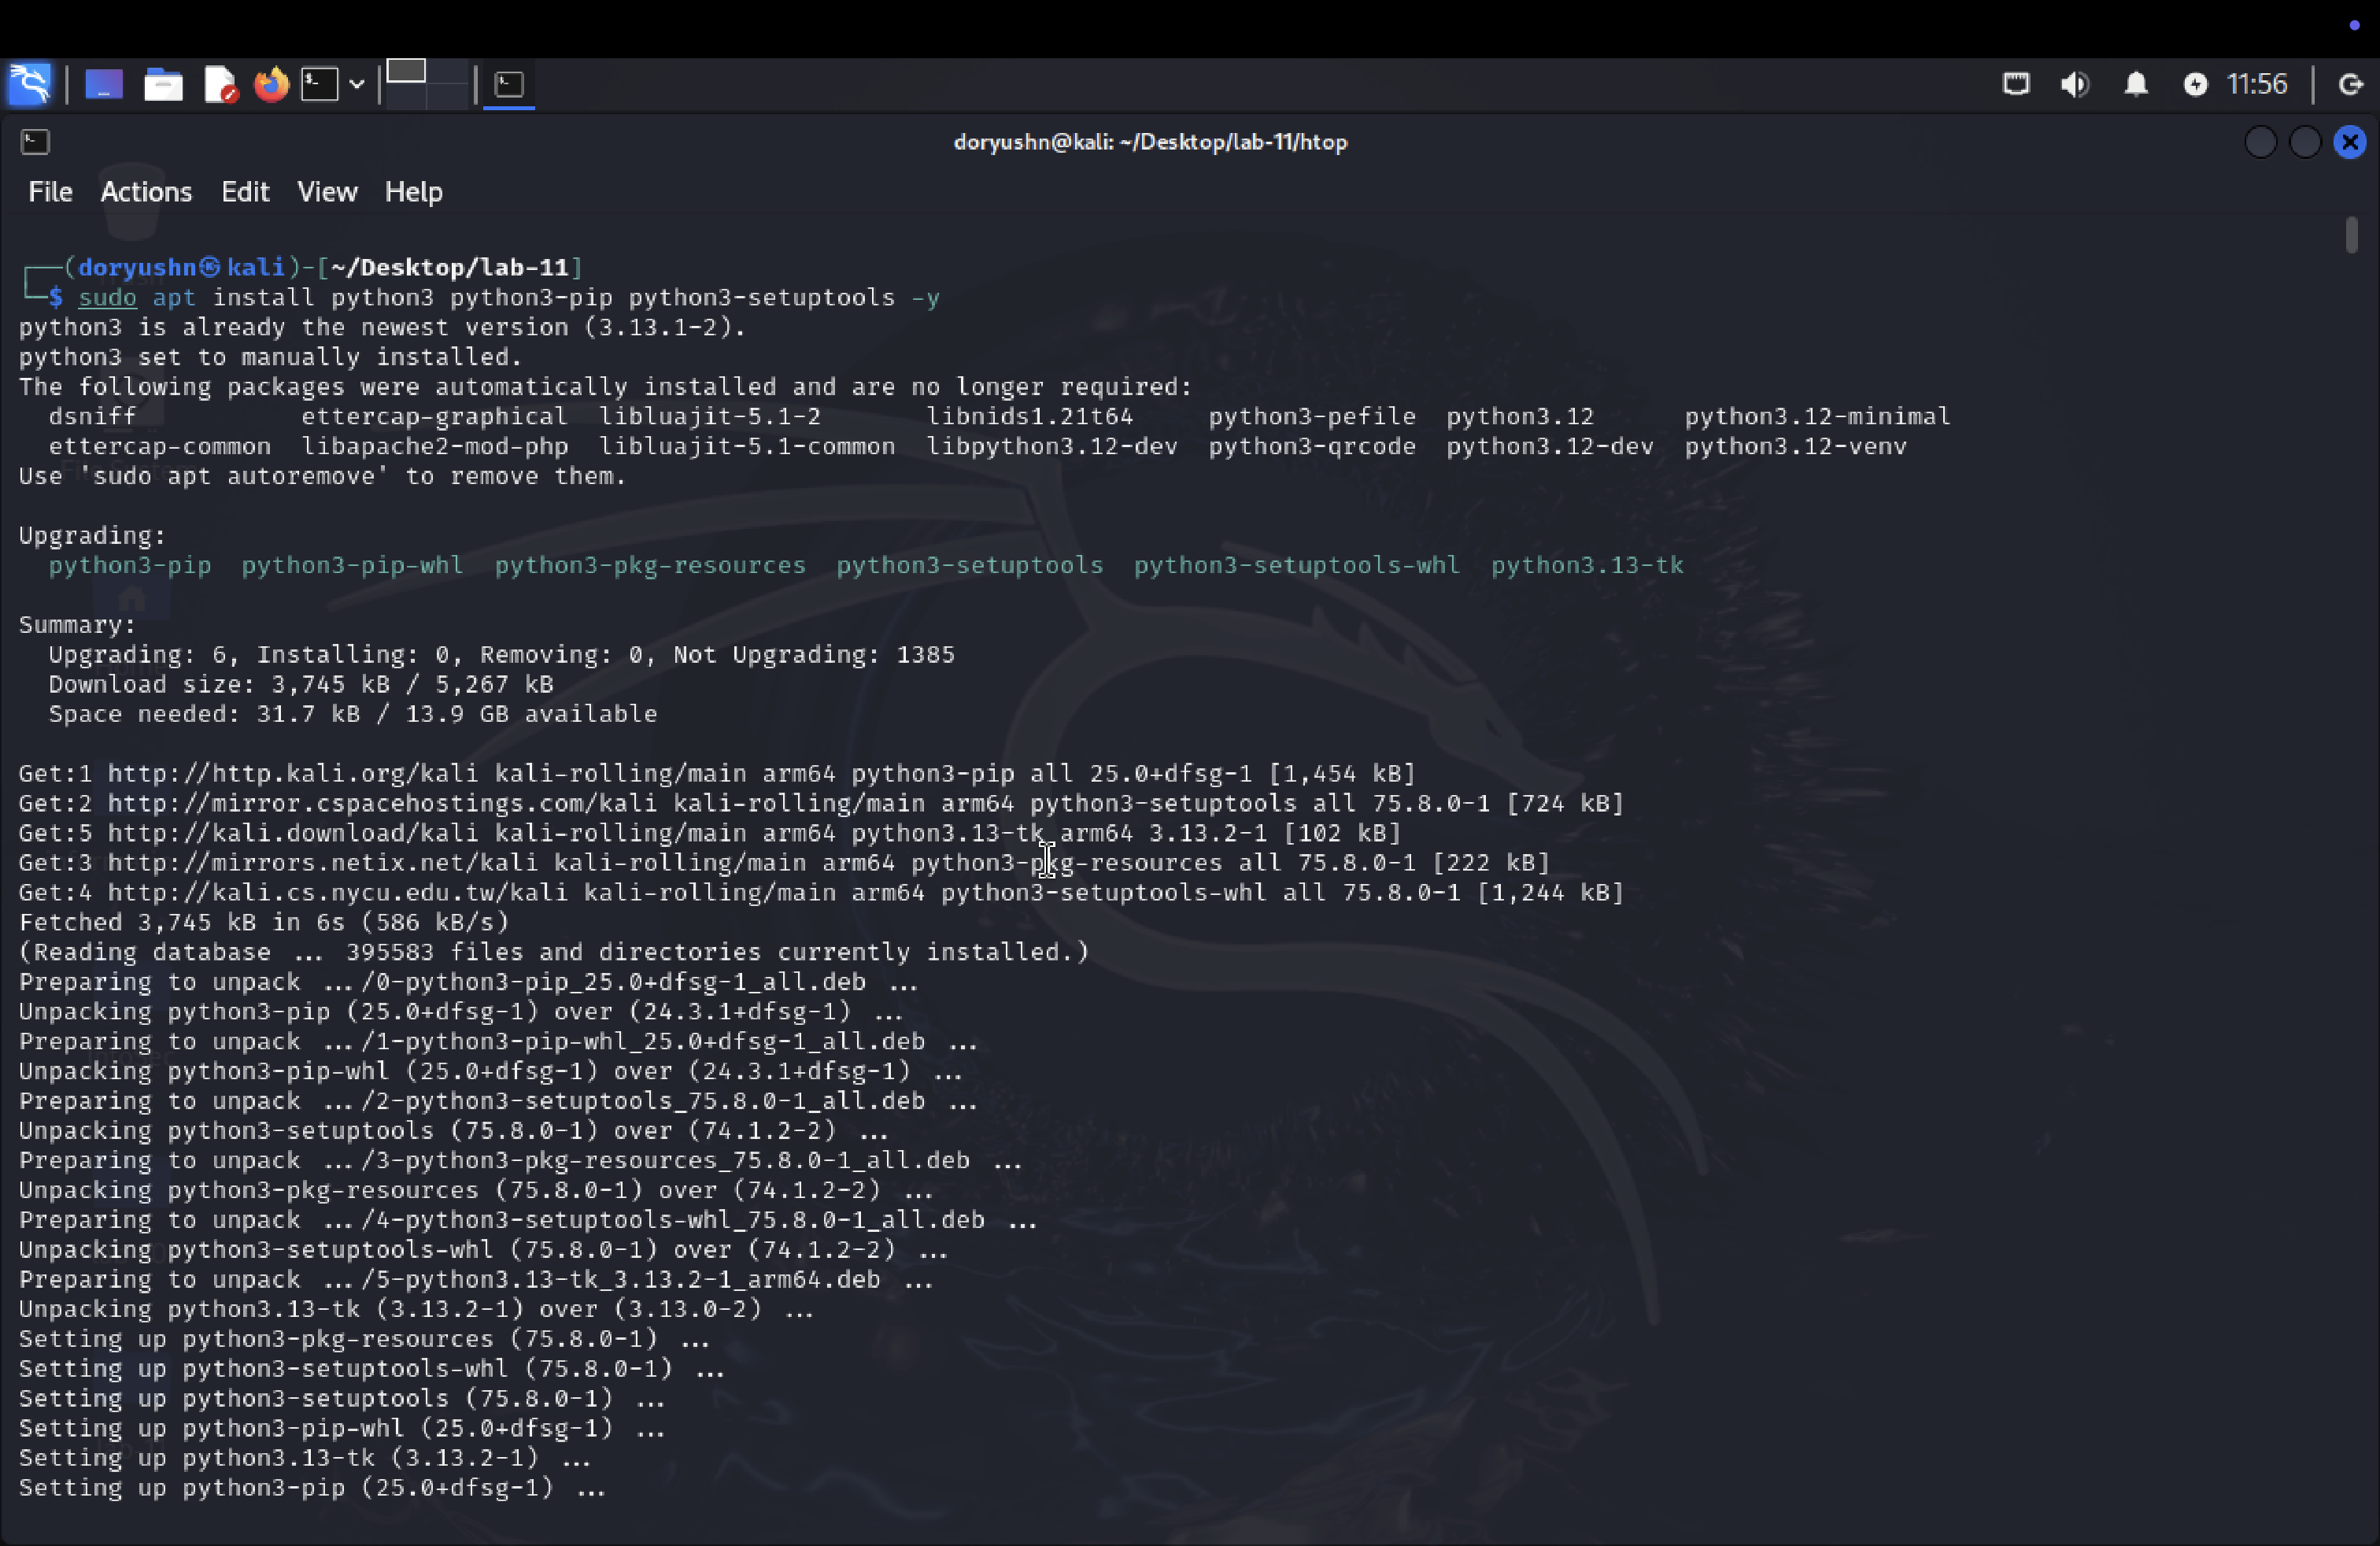 11:56
doryushn@kali: ~/Desktop/lab-11/htop
File Actions Edit View Help
┌──(doryushn㉿kali)-[~/Desktop/lab-11]
└─$ sudo apt install python3 python3-pip python3-setuptools -y
python3 is already the newest version (3.13.1-2).
python3 set to manually installed.
The following packages were automatically installed and are no longer required:
  dsniff           ettercap-graphical  libluajit-5.1-2       libnids1.21t64     python3-pefile  python3.12      python3.12-minimal
  ettercap-common  libapache2-mod-php  libluajit-5.1-common  libpython3.12-dev  python3-qrcode  python3.12-dev  python3.12-venv
Use 'sudo apt autoremove' to remove them.
Upgrading:
  python3-pip  python3-pip-whl  python3-pkg-resources  python3-setuptools  python3-setuptools-whl  python3.13-tk
Summary:
  Upgrading: 6, Installing: 0, Removing: 0, Not Upgrading: 1385
  Download size: 3,745 kB / 5,267 kB
  Space needed: 31.7 kB / 13.9 GB available
Get:1 http://http.kali.org/kali kali-rolling/main arm64 python3-pip all 25.0+dfsg-1 [1,454 kB]
Get:2 http://mirror.cspacehostings.com/kali kali-rolling/main arm64 python3-setuptools all 75.8.0-1 [724 kB]
Get:5 http://kali.download/kali kali-rolling/main arm64 python3.13-tk arm64 3.13.2-1 [102 kB]
Get:3 http://mirrors.netix.net/kali kali-rolling/main arm64 python3-pkg-resources all 75.8.0-1 [222 kB]
Get:4 http://kali.cs.nycu.edu.tw/kali kali-rolling/main arm64 python3-setuptools-whl all 75.8.0-1 [1,244 kB]
Fetched 3,745 kB in 6s (586 kB/s)
(Reading database ... 395583 files and directories currently installed.)
Preparing to unpack .../0-python3-pip_25.0+dfsg-1_all.deb ...
Unpacking python3-pip (25.0+dfsg-1) over (24.3.1+dfsg-1) ...
Preparing to unpack .../1-python3-pip-whl_25.0+dfsg-1_all.deb ...
Unpacking python3-pip-whl (25.0+dfsg-1) over (24.3.1+dfsg-1) ...
Preparing to unpack .../2-python3-setuptools_75.8.0-1_all.deb ...
Unpacking python3-setuptools (75.8.0-1) over (74.1.2-2) ...
Preparing to unpack .../3-python3-pkg-resources_75.8.0-1_all.deb ...
Unpacking python3-pkg-resources (75.8.0-1) over (74.1.2-2) ...
Preparing to unpack .../4-python3-setuptools-whl_75.8.0-1_all.deb ...
Unpacking python3-setuptools-whl (75.8.0-1) over (74.1.2-2) ...
Preparing to unpack .../5-python3.13-tk_3.13.2-1_arm64.deb ...
Unpacking python3.13-tk (3.13.2-1) over (3.13.0-2) ...
Setting up python3-pkg-resources (75.8.0-1) ...
Setting up python3-setuptools-whl (75.8.0-1) ...
Setting up python3-setuptools (75.8.0-1) ...
Setting up python3-pip-whl (25.0+dfsg-1) ...
Setting up python3.13-tk (3.13.2-1) ...
Setting up python3-pip (25.0+dfsg-1) ...